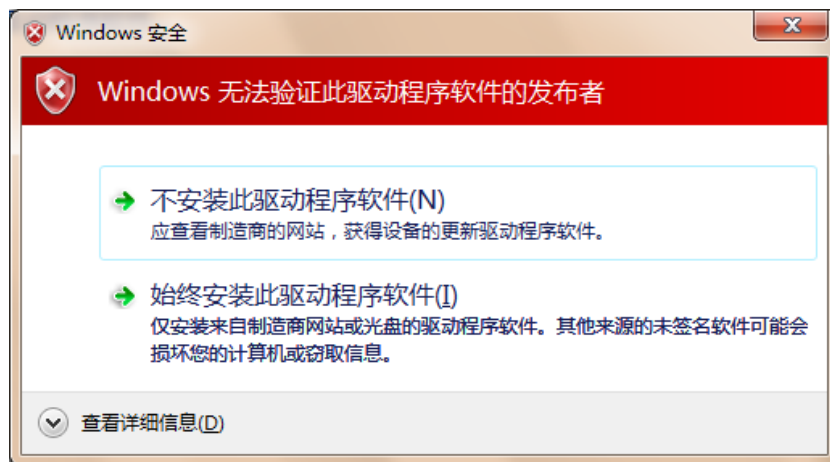 Windows 安全
Windows 无法验证此驱动程序软件的发布者
不安装此驱动程序软件(N)
应查看制造商的网站，获得设备的更新驱动程序软件。
始终安装此驱动程序软件(I)
仅安装来自制造商网站或光盘的驱动程序软件。其他来源的未签名软件可能会
损坏您的计算机或窃取信息。
查看详细信息(D)